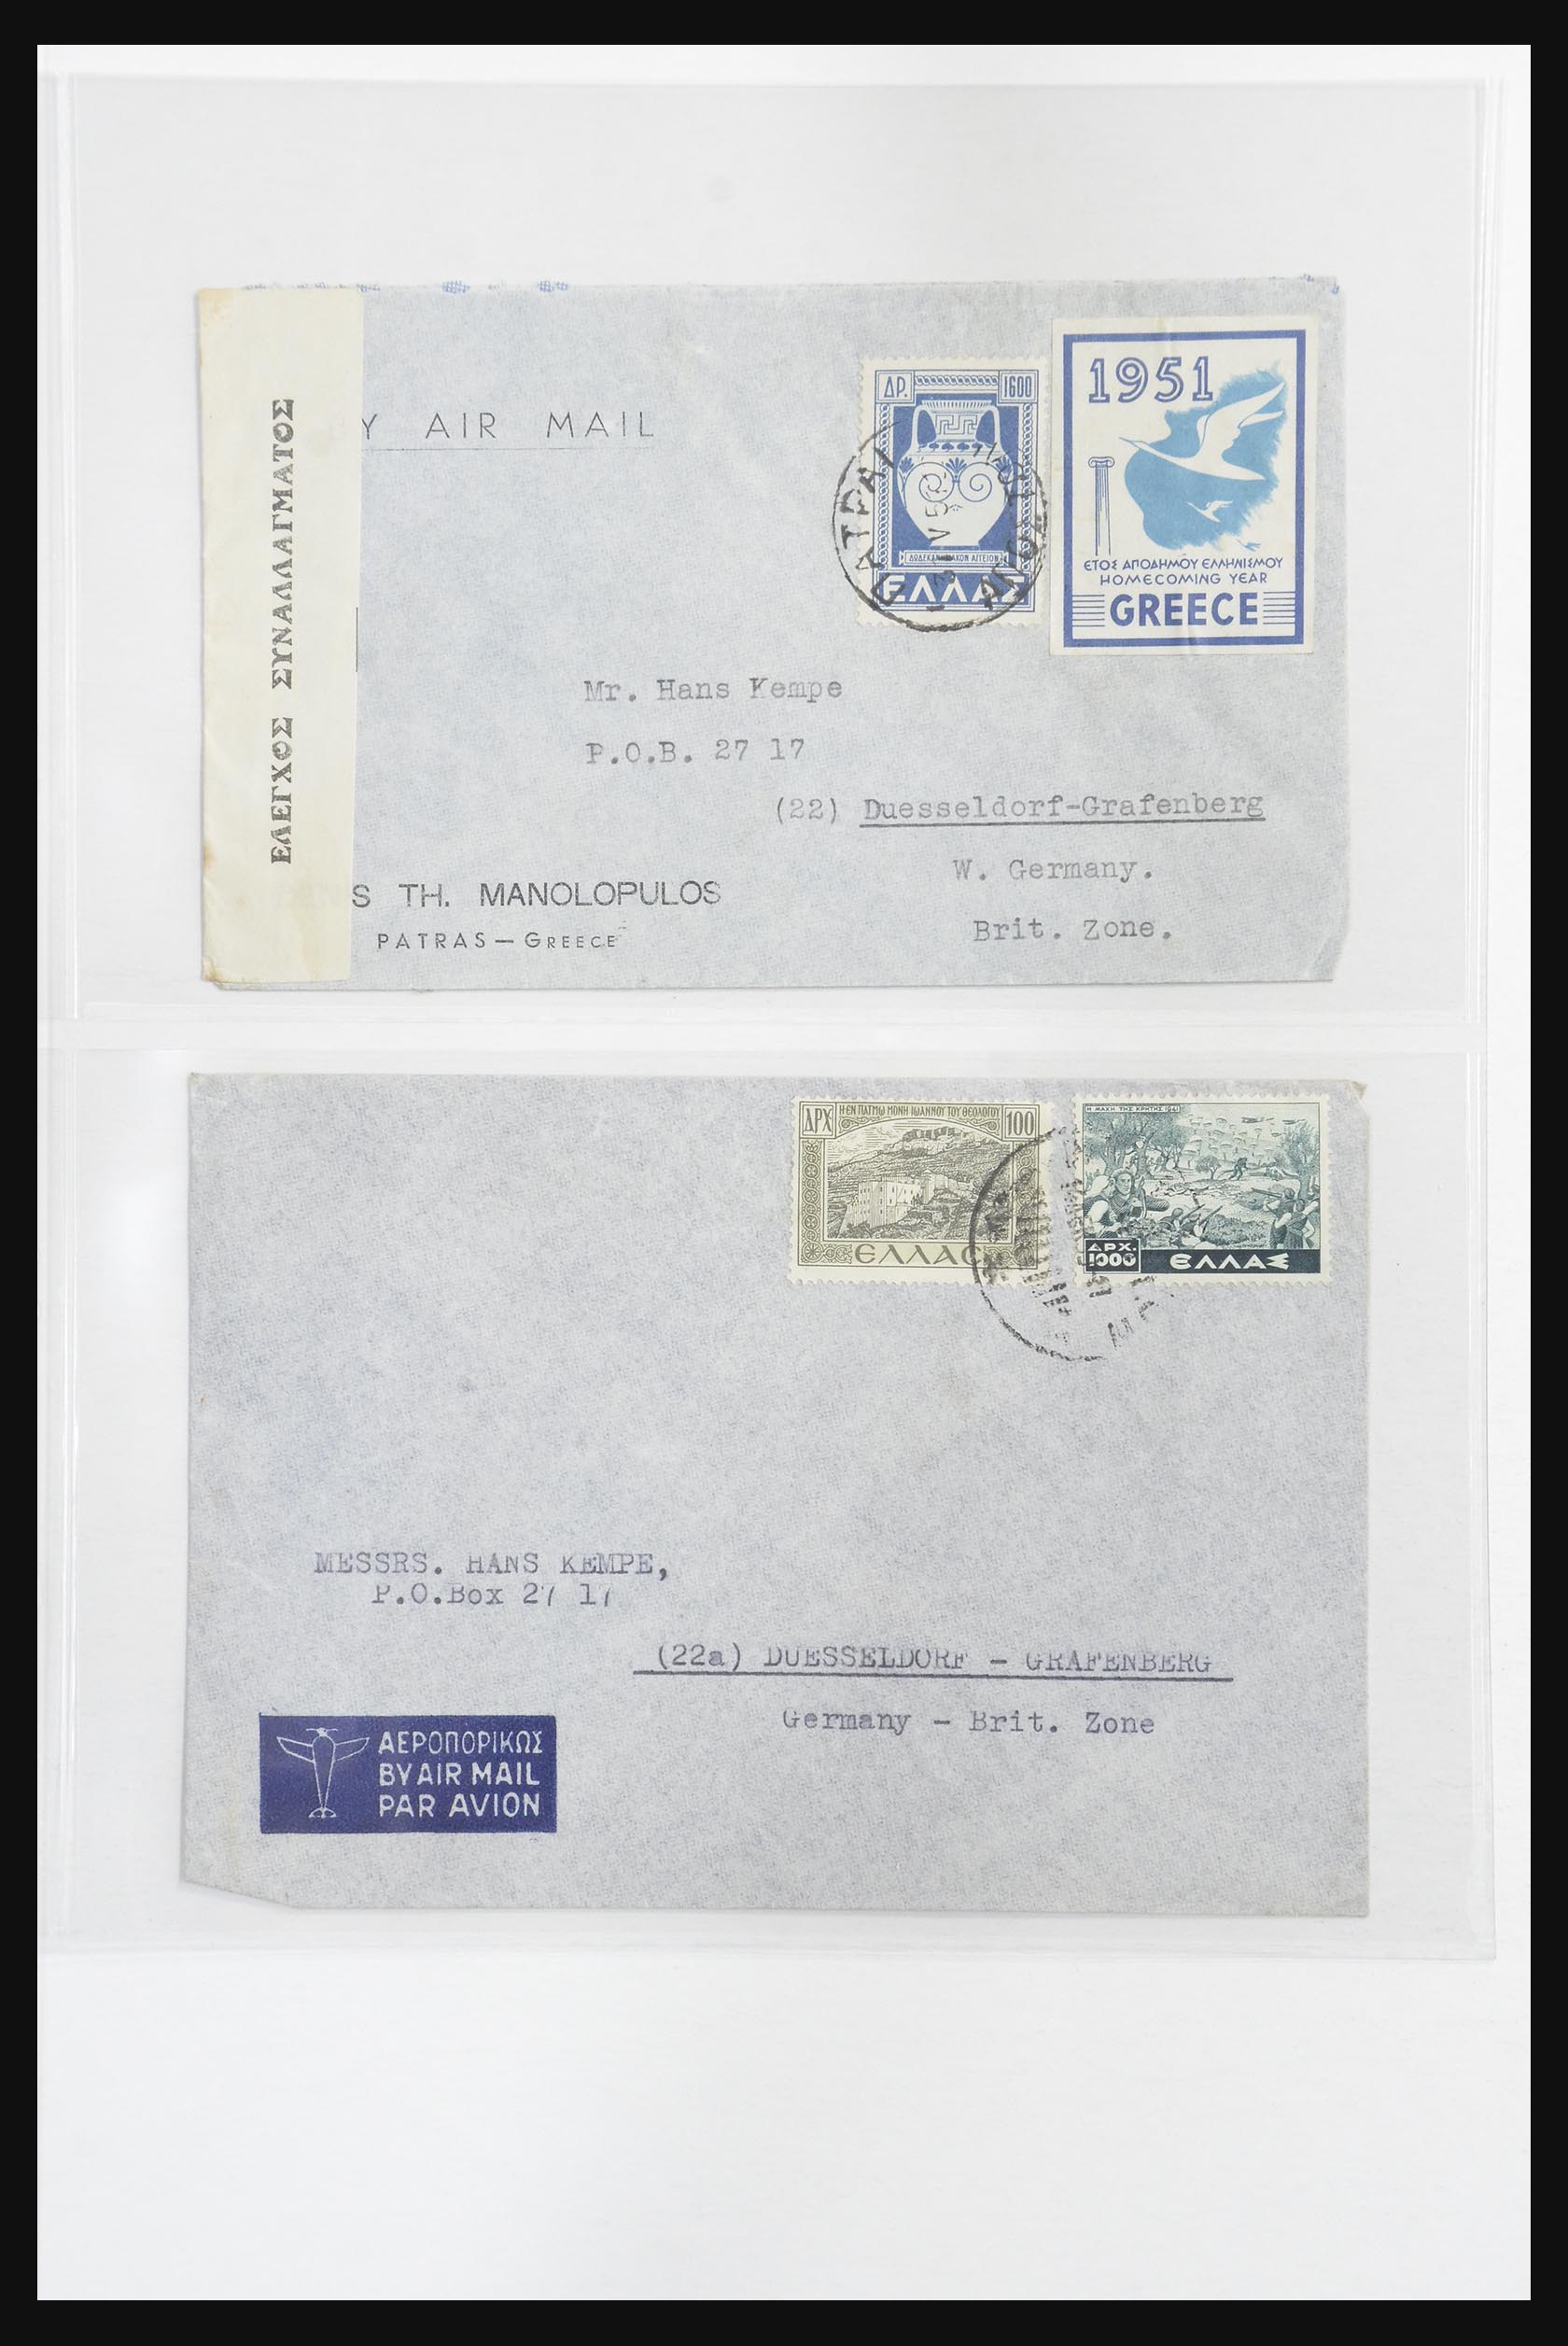 ΕΛΕΓΧΟΣ ΣΥΝΑΛΛΑΓΜΑΤΟΣ
Y AIR MAIL
ΔΡ. 1600
ΔΩΔΕΚΑΝΗΣΙΑΚΟΝ ΑΓΓΕΙΟΝ
ΕΛΛΑΣ
1951
ΕΤΟΣ ΑΠΟΔΗΜΟΥ ΕΛΛΗΝΙΣΜΟΥ
HOMECOMING YEAR
GREECE
Mr. Hans Kempe
P.O.B. 27 17
(22) Duesseldorf-Grafenberg
W. Germany.
Brit. Zone.
S TH. MANOLOPULOS
PATRAS — GREECE
ΔΡΧ Η ΕΝ ΠΑΤΜΩ ΜΟΝΗ ΙΩΑΝΝΟΥ ΤΟΥ ΘΕΟΛΟΓΟΥ 100
ΕΛΛΑΣ
Η ΜΑΧΗ ΤΗΣ ΚΡΗΤΗΣ 1941
ΔΡΧ.
1000 ΕΛΛΑΣ
MESSRS. HANS KEMPE,
P.O.Box 27 17
(22a) DUESSELDORF - GRAFENBERG
Germany - Brit. Zone
ΑΕΡΟΠΟΡΙΚΩΣ
BY AIR MAIL
PAR AVION